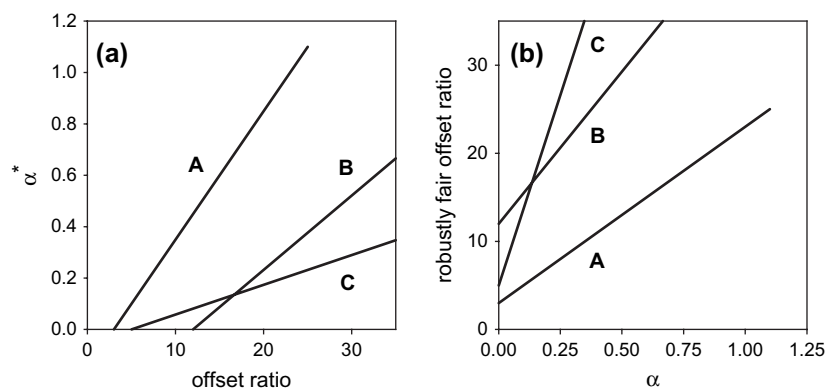 (a)
1.2
1.0
0.8
0.6
0.4
0.2
0.0
α*
A
B
C
0 10 20 30
offset ratio
(b)
30
20
10
0
robustly fair offset ratio
C
B
A
0.00 0.25 0.50 0.75 1.00 1.25
α